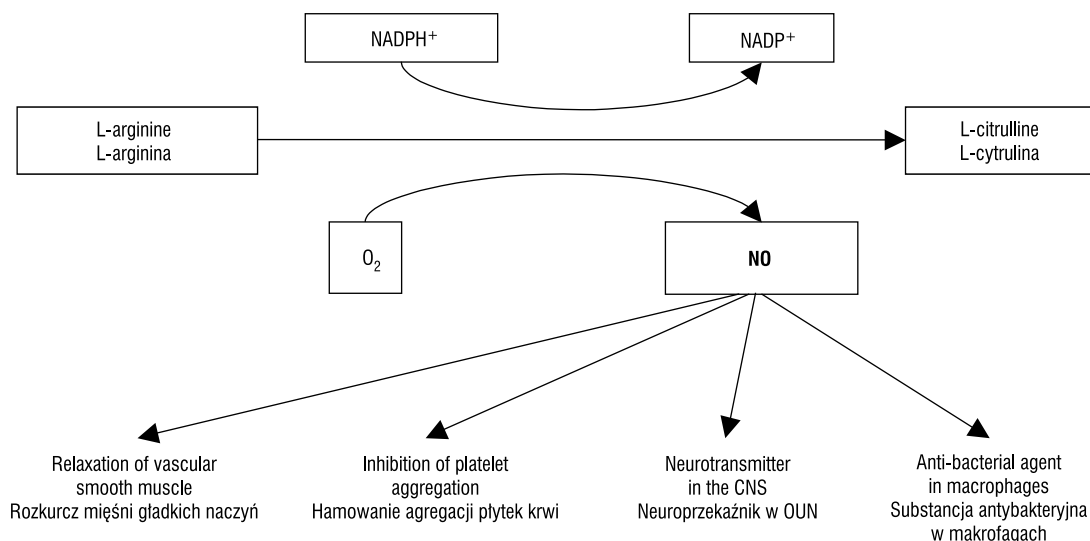 NADPH+
NADP+
L-arginine
L-arginina
L-citrulline
L-cytrulina
O2
NO
Relaxation of vascular
smooth muscle
Rozkurcz mięśni gładkich naczyń
Inhibition of platelet
aggregation
Hamowanie agregacji płytek krwi
Neurotransmitter
in the CNS
Neuroprzekaźnik w OUN
Anti-bacterial agent
in macrophages
Substancja antybakteryjna
w makrofagach